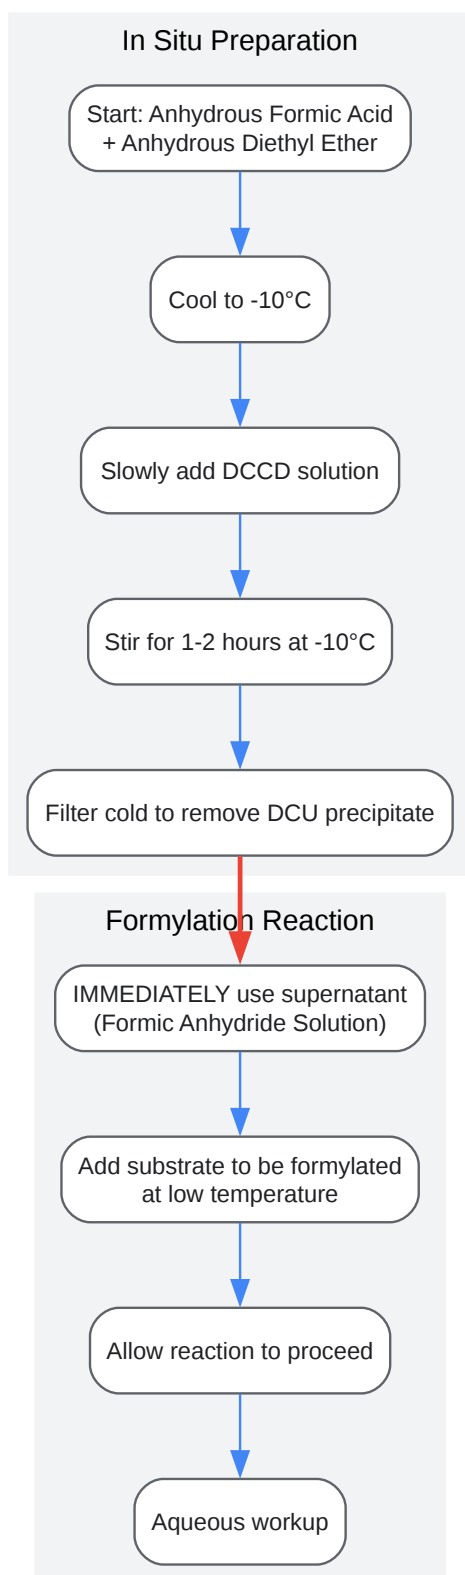 In Situ Preparation
Start: Anhydrous Formic Acid
+ Anhydrous Diethyl Ether
Cool to -10°C
Slowly add DCCD solution
Stir for 1-2 hours at -10°C
Filter cold to remove DCU precipitate
Formylation Reaction
IMMEDIATELY use supernatant
(Formic Anhydride Solution)
Add substrate to be formylated
at low temperature
Allow reaction to proceed
Aqueous workup